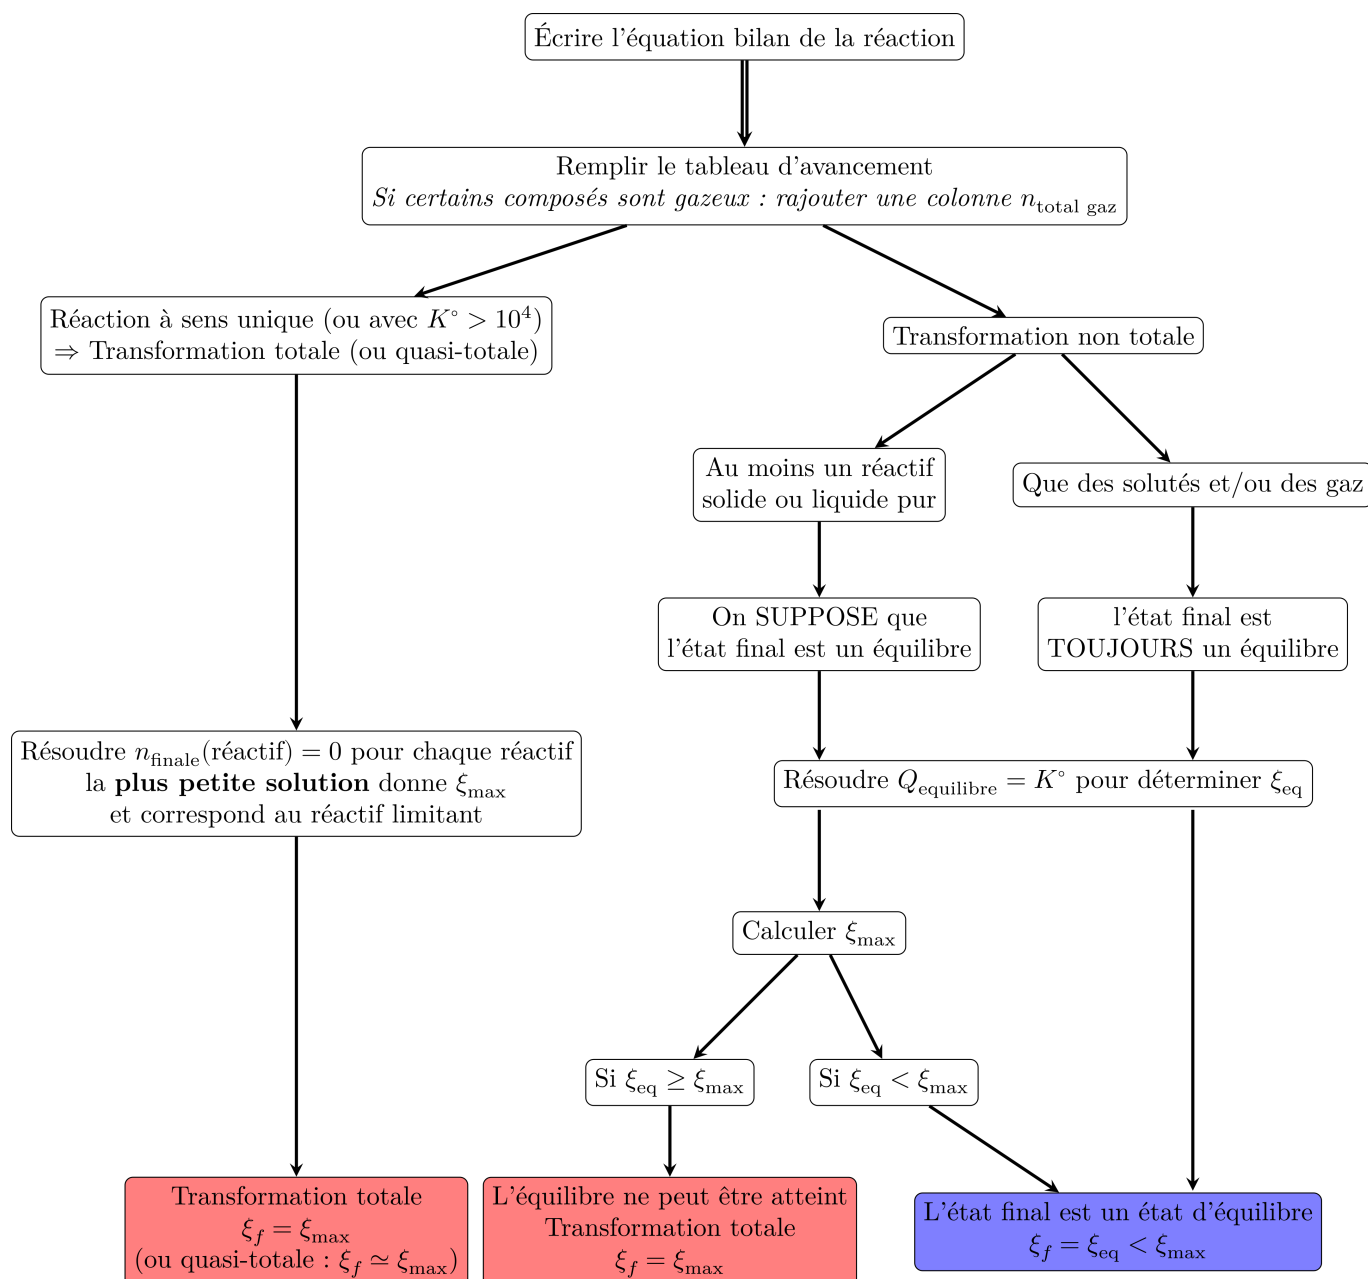 Écrire l'équation bilan de la réaction
Remplir le tableau d'avancement
Si certains composés sont gazeux : rajouter une colonne n_total gaz
Réaction à sens unique (ou avec K° > 10⁴)
⇒ Transformation totale (ou quasi-totale)
Transformation non totale
Au moins un réactif
solide ou liquide pur
Que des solutés et/ou des gaz
On SUPPOSE que
l'état final est un équilibre
l'état final est
TOUJOURS un équilibre
Résoudre n_finale(réactif) = 0 pour chaque réactif
la plus petite solution donne ξ_max
et correspond au réactif limitant
Résoudre Q_equilibre = K° pour déterminer ξ_eq
Calculer ξ_max
Si ξ_eq ≥ ξ_max
Si ξ_eq < ξ_max
Transformation totale
ξ_f = ξ_max
(ou quasi-totale : ξ_f ≃ ξ_max)
L'équilibre ne peut être atteint
Transformation totale
ξ_f = ξ_max
L'état final est un état d'équilibre
ξ_f = ξ_eq < ξ_max